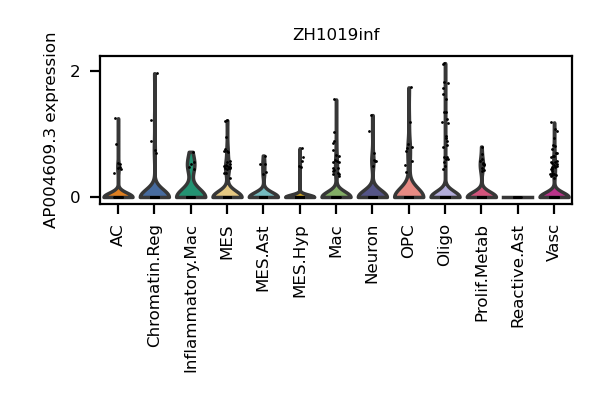 ZH1019inf
AP004609.3 expression
2
0
AC
Chromatin.Reg
Inflammatory.Mac
MES
MES.Ast
MES.Hyp
Mac
Neuron
OPC
Oligo
Prolif.Metab
Reactive.Ast
Vasc